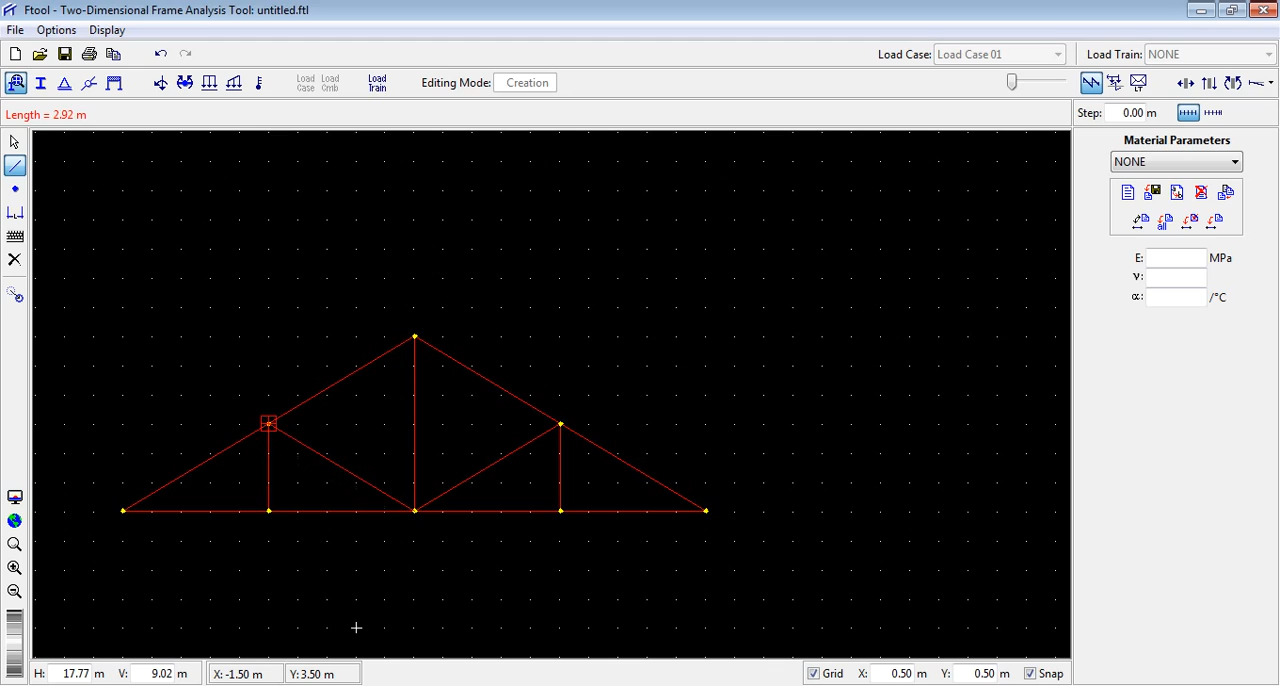 Ftool - Two-Dimensional Frame Analysis Tool: untitled.ftl
File Options Display
Load Case: Load Case 01 Load Train: NONE
Load Case Load Cmb Load Train Editing Mode: Creation
Length = 2.92 m Step: 0.00 m
Material Parameters
NONE
all
E: MPa
ν:
α: /°C
H: 17.77 m V: 9.02 m X: -1.50 m Y: 3.50 m Grid X: 0.50 m Y: 0.50 m Snap